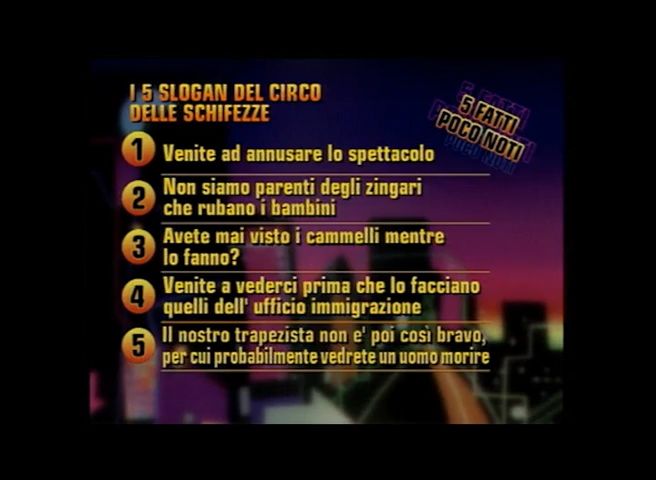 I 5 SLOGAN DEL CIRCO
DELLE SCHIFEZZE
5 FATTI
POCO NOTI
1 Venite ad annusare lo spettacolo
2 Non siamo parenti degli zingari
che rubano i bambini
3 Avete mai visto i cammelli mentre
lo fanno?
4 Venite a vederci prima che lo facciano
quelli dell' ufficio immigrazione
5 Il nostro trapezista non e' poi così bravo,
per cui probabilmente vedrete un uomo morire